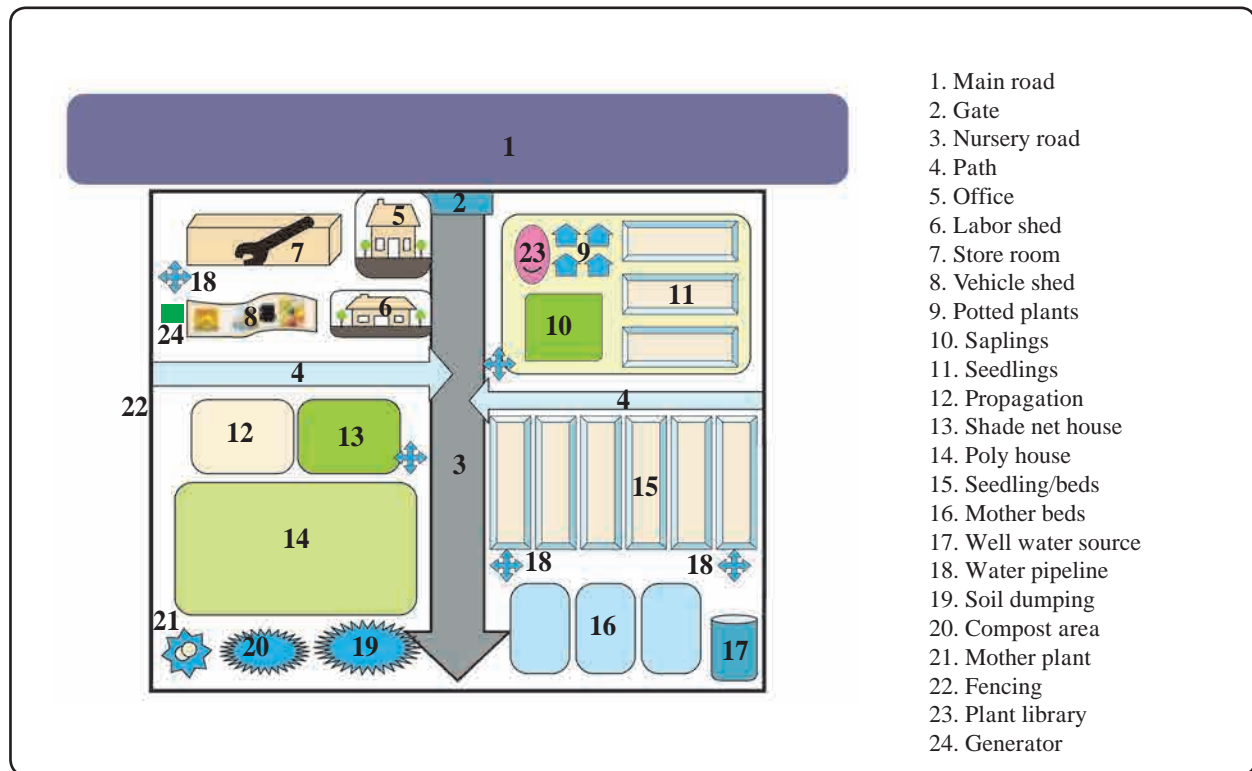 1
2
5
7
23
9
18
11
6
8
10
24
4
4
22
12
13
3
15
14
18
18
21
16
20
19
17
1. Main road
2. Gate
3. Nursery road
4. Path
5. Office
6. Labor shed
7. Store room
8. Vehicle shed
9. Potted plants
10. Saplings
11. Seedlings
12. Propagation
13. Shade net house
14. Poly house
15. Seedling/beds
16. Mother beds
17. Well water source
18. Water pipeline
19. Soil dumping
20. Compost area
21. Mother plant
22. Fencing
23. Plant library
24. Generator